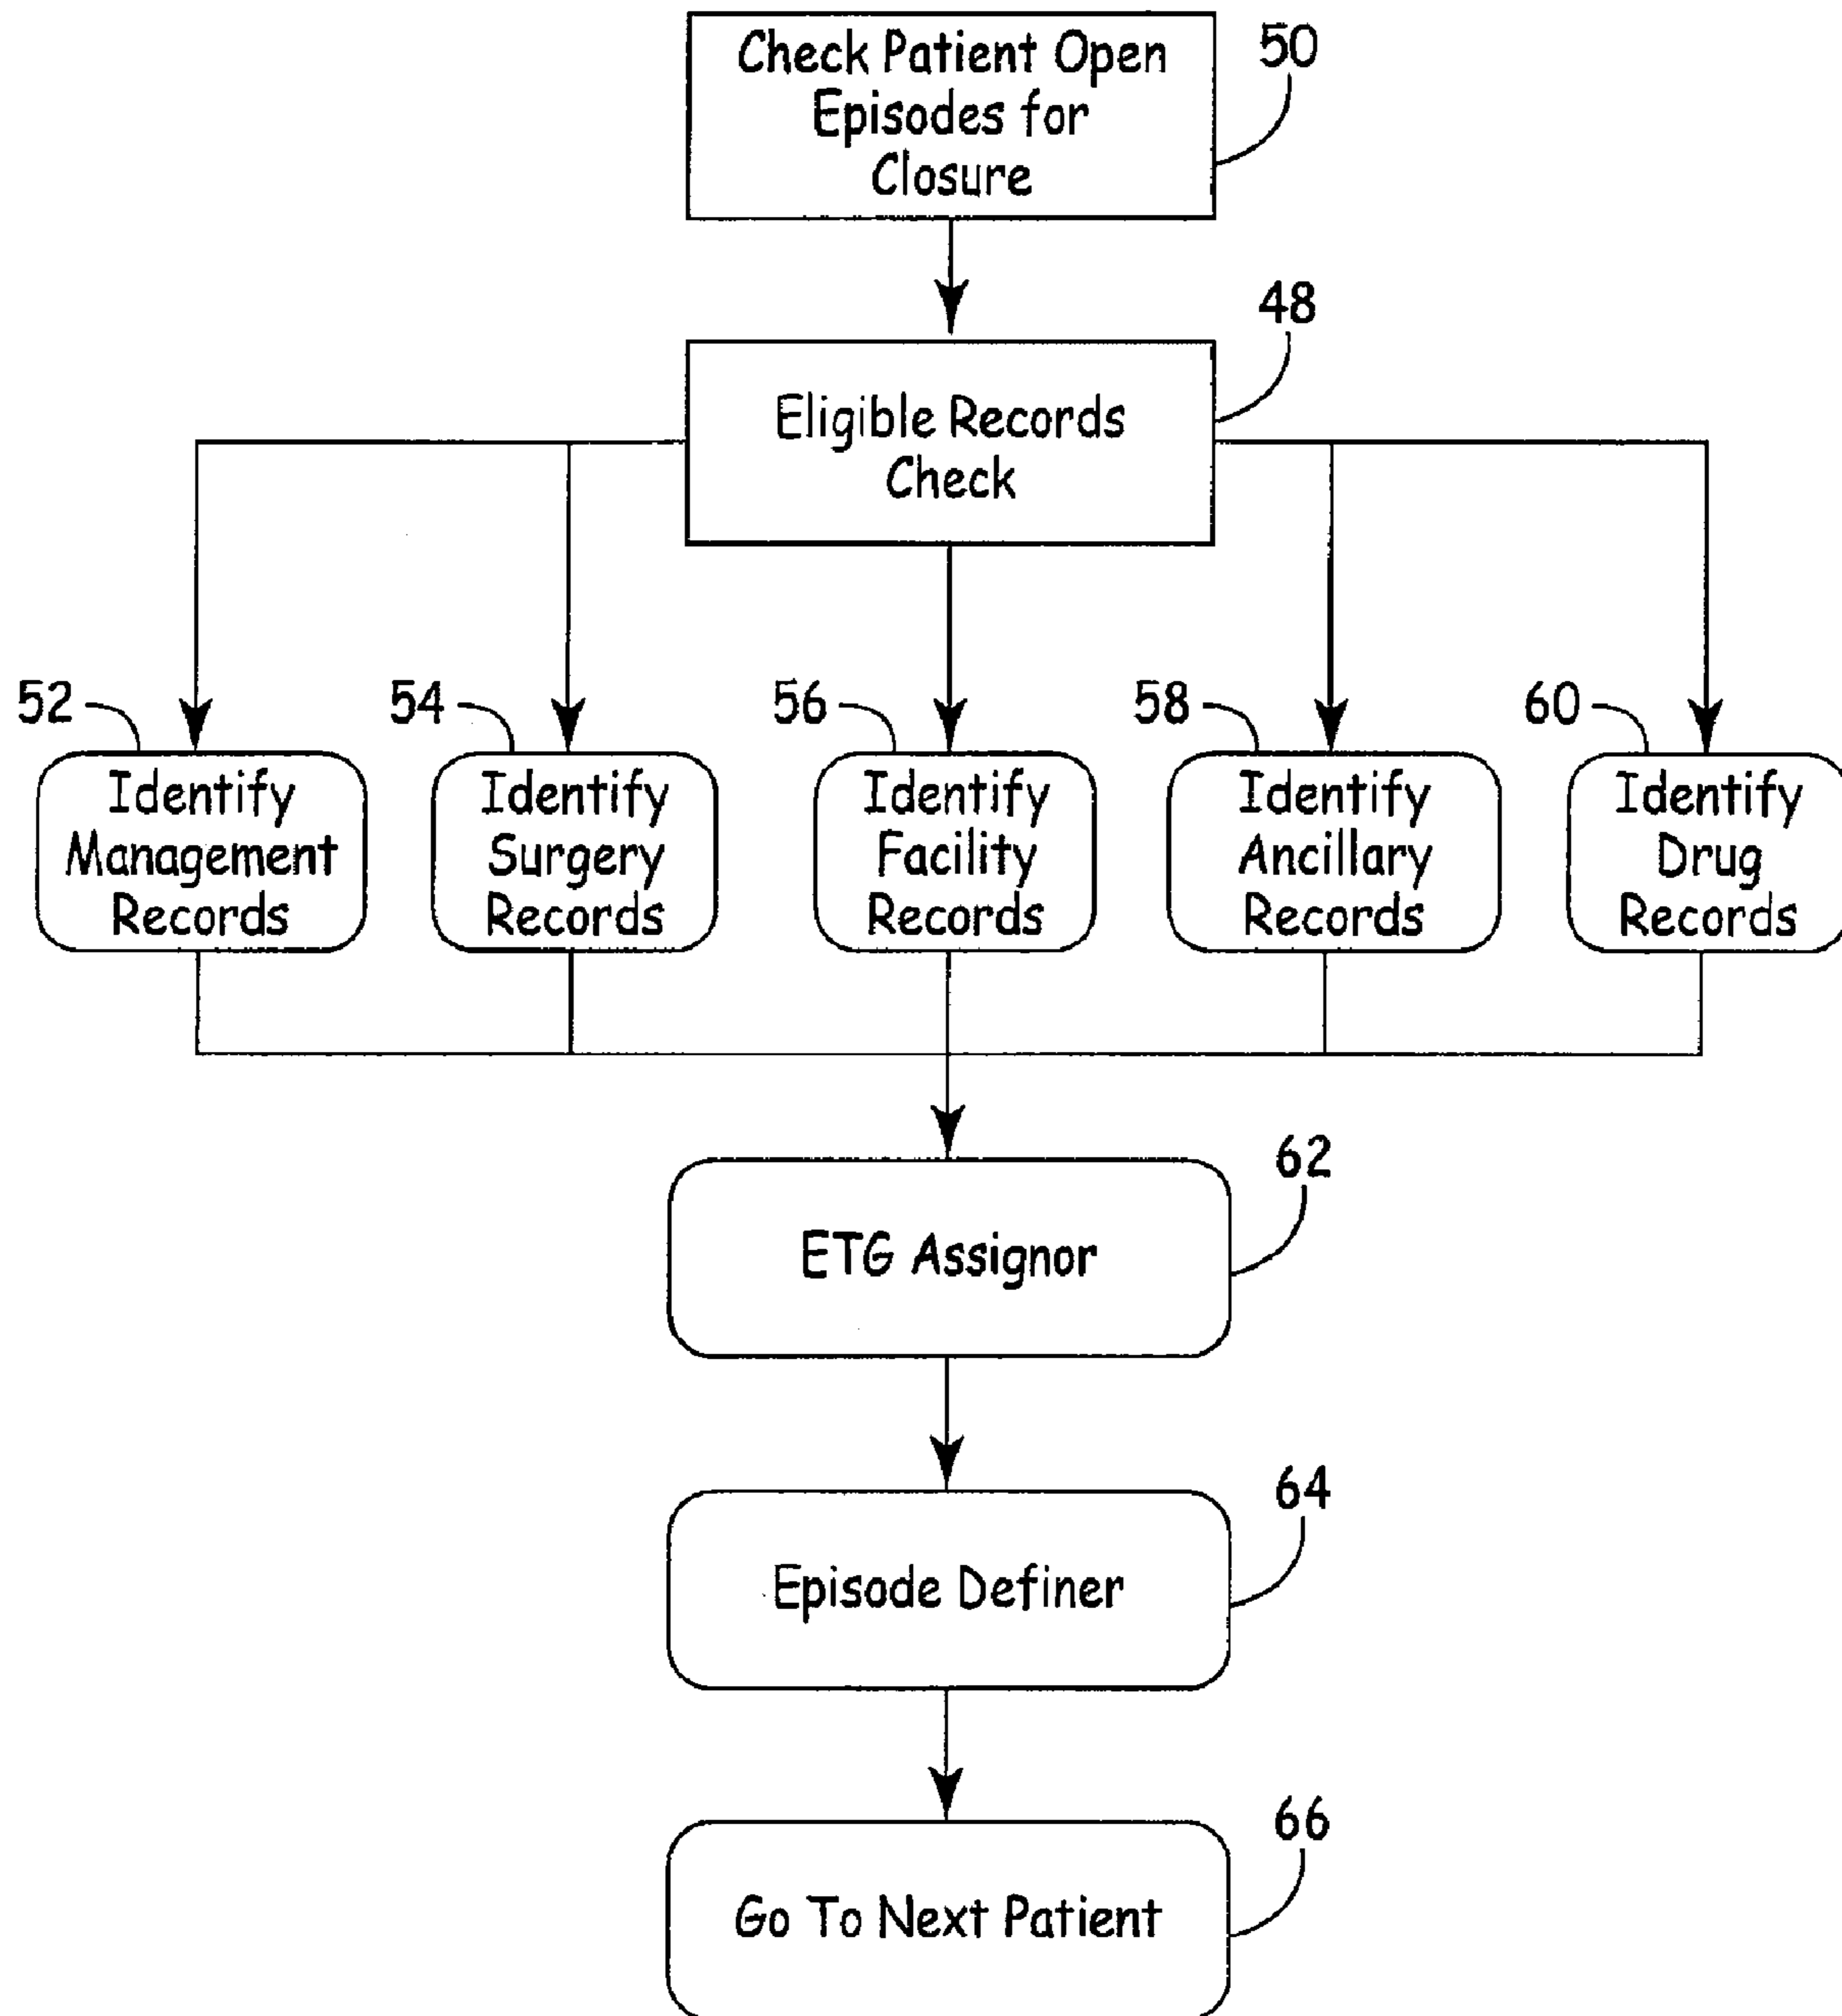 Check Patient Open
Episodes for
Closure
50
48
Eligible Records
Check
52
54
56
58
60
Identify
Management
Records
Identify
Surgery
Records
Identify
Facility
Records
Identify
Ancillary
Records
Identify
Drug
Records
62
ETG Assignor
64
Episode Definer
66
Go To Next Patient